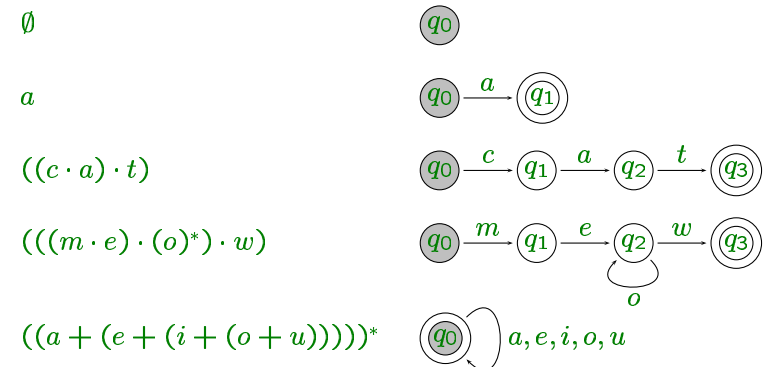 ∅ q0
a q0 a q1
((c · a) · t) q0 c q1 a q2 t q3
(((m · e) · (o)*) · w) q0 m q1 e q2 w q3
o
((a + (e + (i + (o + u)))))* q0 a, e, i, o, u